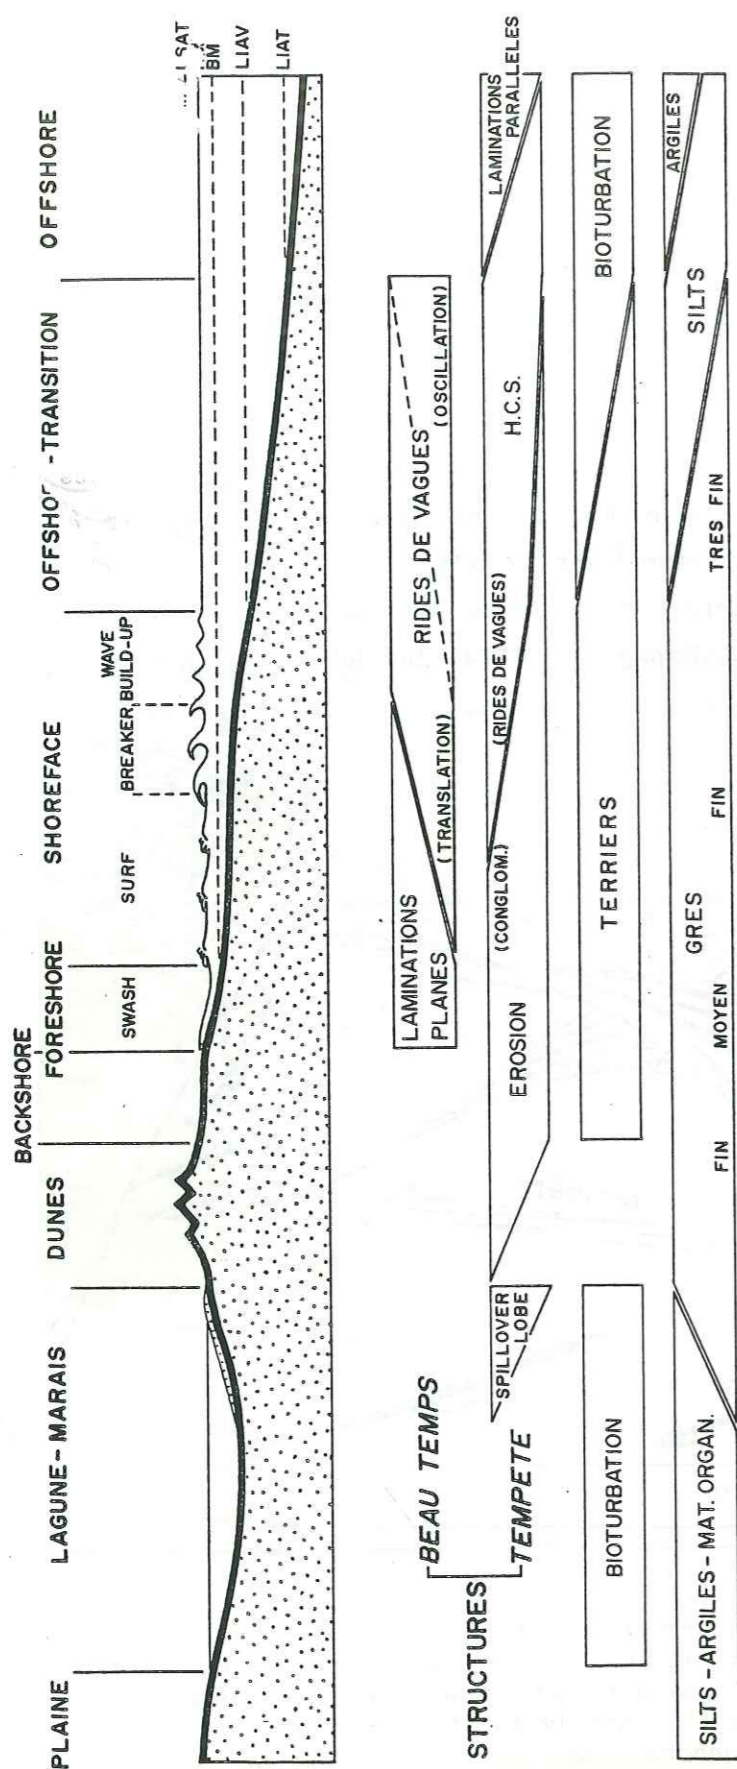 PLAINE
LAGUNE-MARAIS
DUNES
BACKSHORE
FORESHORE
SHOREFACE
-TRANSITION
OFFSHORE
SWASH
SURF
BREAKER
WAVE
BUILD-UP
BM
LIAV
LIAT
STRUCTURES
BEAU TEMPS
TEMPETE
LAMINATIONS
PLANES
(TRANSLATION)
RIDES DE VAGUES
(OSCILLATION)
SPILLOVER
LOBE
EROSION
(CONGLOM.)
(RIDES DE VAGUES)
H.C.S.
LAMINATIONS
PARALLELES
BIOTURBATION
TERRIERS
BIOTURBATION
SILTS-ARGILES-MAT. ORGAN.
GRES
FIN
MOYEN
FIN
TRES FIN
SILTS
ARGILES